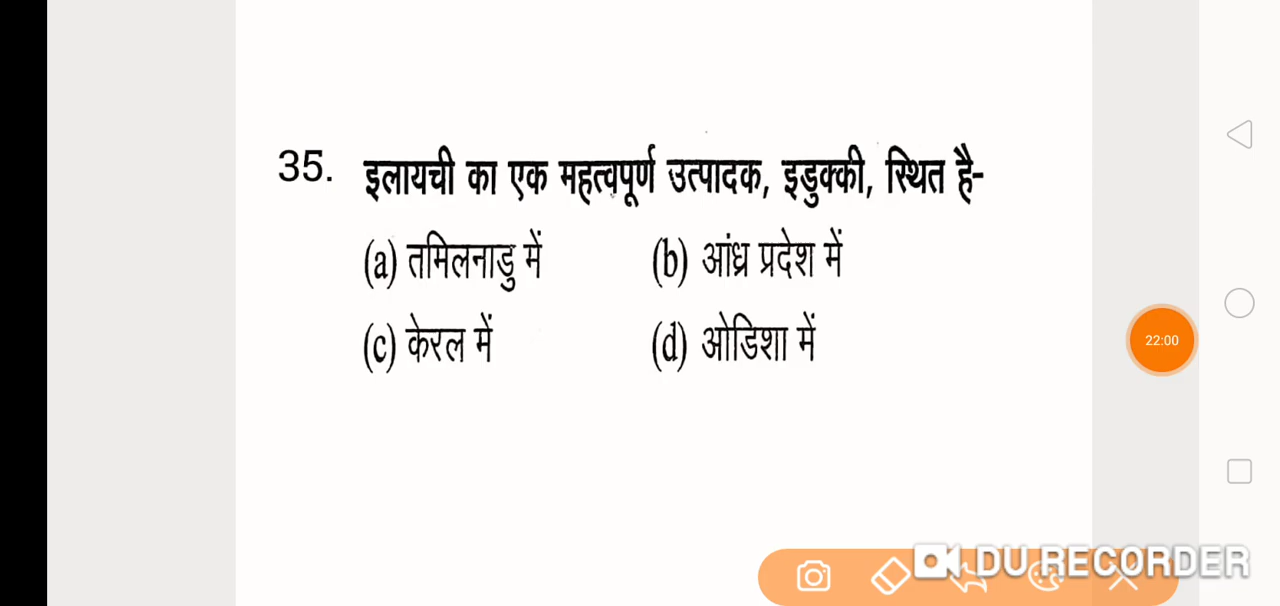 35. इलायची का एक महत्वपूर्ण उत्पादक, इडुक्की, स्थित है-
(a) तमिलनाडु में (b) आंध्र प्रदेश में
(c) केरल में (d) ओडिशा में
22:00
DU RECORDER